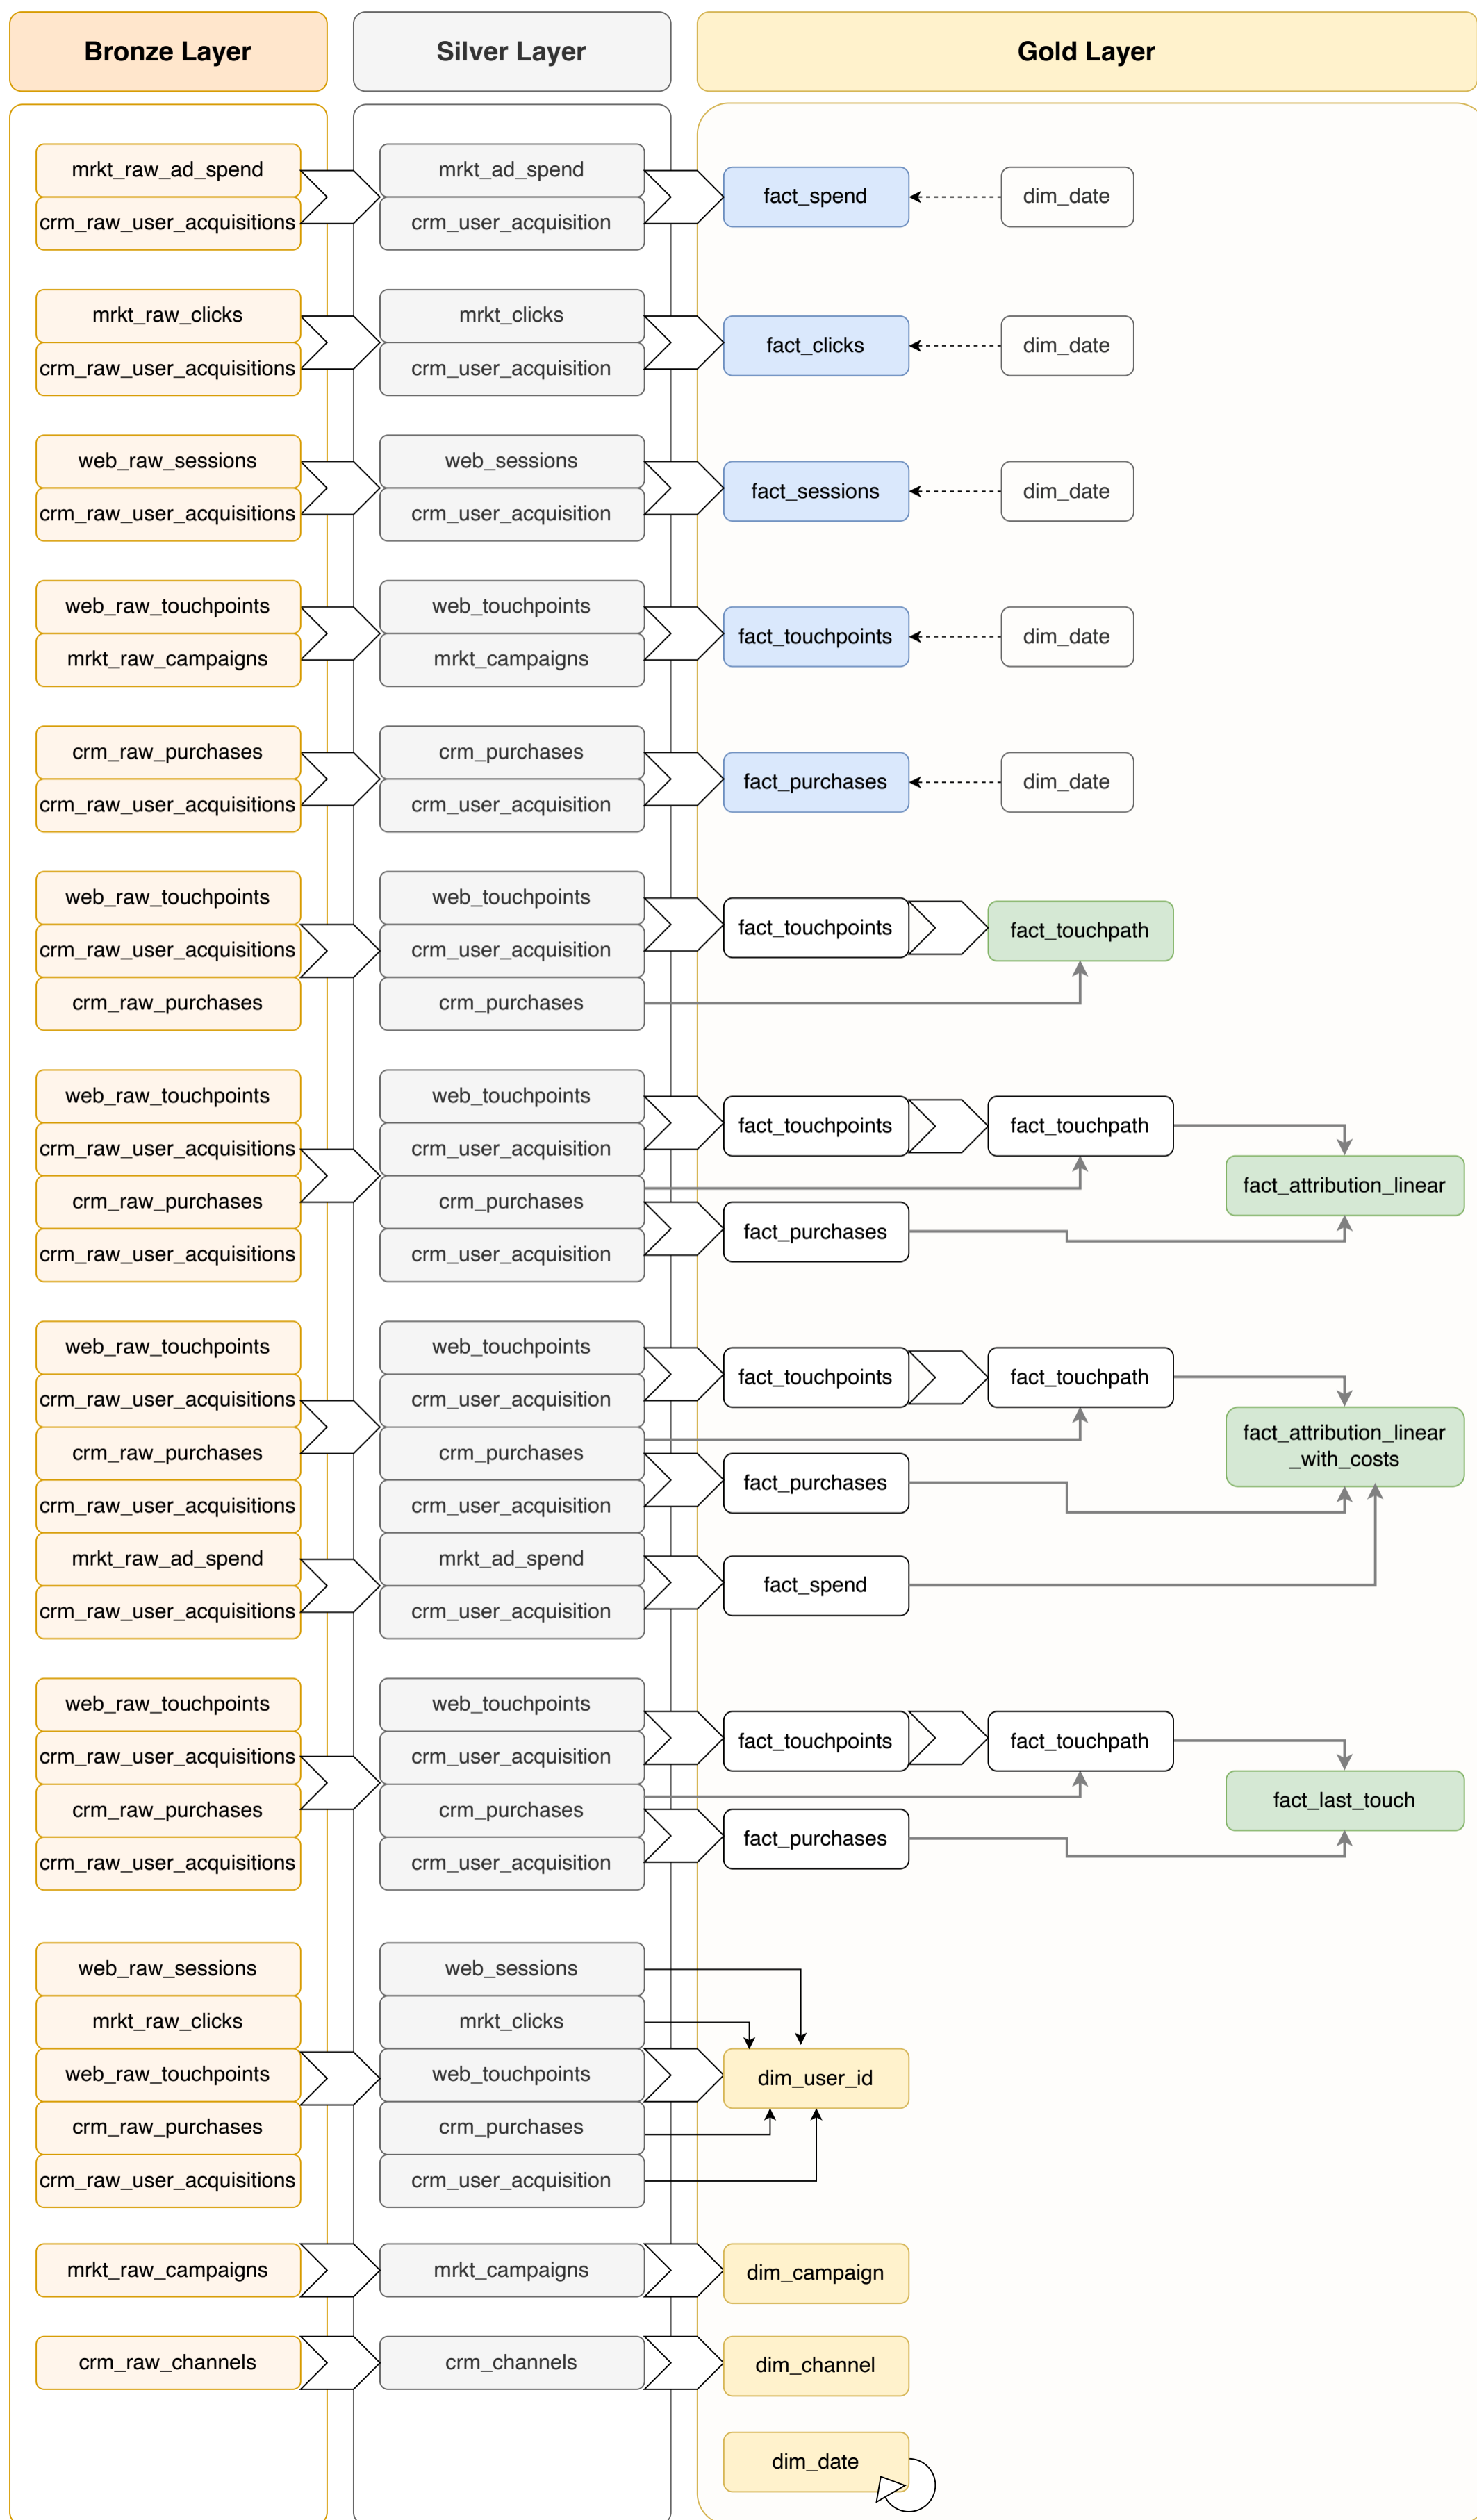 Bronze Layer
Silver Layer
Gold Layer
mrkt_raw_ad_spend
crm_raw_user_acquisitions
mrkt_ad_spend
crm_user_acquisition
fact_spend
dim_date
mrkt_raw_clicks
crm_raw_user_acquisitions
mrkt_clicks
crm_user_acquisition
fact_clicks
dim_date
web_raw_sessions
crm_raw_user_acquisitions
web_sessions
crm_user_acquisition
fact_sessions
dim_date
web_raw_touchpoints
mrkt_raw_campaigns
web_touchpoints
mrkt_campaigns
fact_touchpoints
dim_date
crm_raw_purchases
crm_raw_user_acquisitions
crm_purchases
crm_user_acquisition
fact_purchases
dim_date
web_raw_touchpoints
crm_raw_user_acquisitions
crm_raw_purchases
web_touchpoints
crm_user_acquisition
crm_purchases
fact_touchpoints
fact_touchpath
web_raw_touchpoints
crm_raw_user_acquisitions
crm_raw_purchases
crm_raw_user_acquisitions
web_touchpoints
crm_user_acquisition
crm_purchases
crm_user_acquisition
fact_touchpoints
fact_touchpath
fact_purchases
fact_attribution_linear
web_raw_touchpoints
crm_raw_user_acquisitions
crm_raw_purchases
crm_raw_user_acquisitions
mrkt_raw_ad_spend
crm_raw_user_acquisitions
web_touchpoints
crm_user_acquisition
crm_purchases
crm_user_acquisition
mrkt_ad_spend
crm_user_acquisition
fact_touchpoints
fact_touchpath
fact_purchases
fact_spend
fact_attribution_linear
_with_costs
web_raw_touchpoints
crm_raw_user_acquisitions
crm_raw_purchases
crm_raw_user_acquisitions
web_touchpoints
crm_user_acquisition
crm_purchases
crm_user_acquisition
fact_touchpoints
fact_touchpath
fact_purchases
fact_last_touch
web_raw_sessions
mrkt_raw_clicks
web_raw_touchpoints
crm_raw_purchases
crm_raw_user_acquisitions
web_sessions
mrkt_clicks
web_touchpoints
crm_purchases
crm_user_acquisition
dim_user_id
mrkt_raw_campaigns
mrkt_campaigns
dim_campaign
crm_raw_channels
crm_channels
dim_channel
dim_date